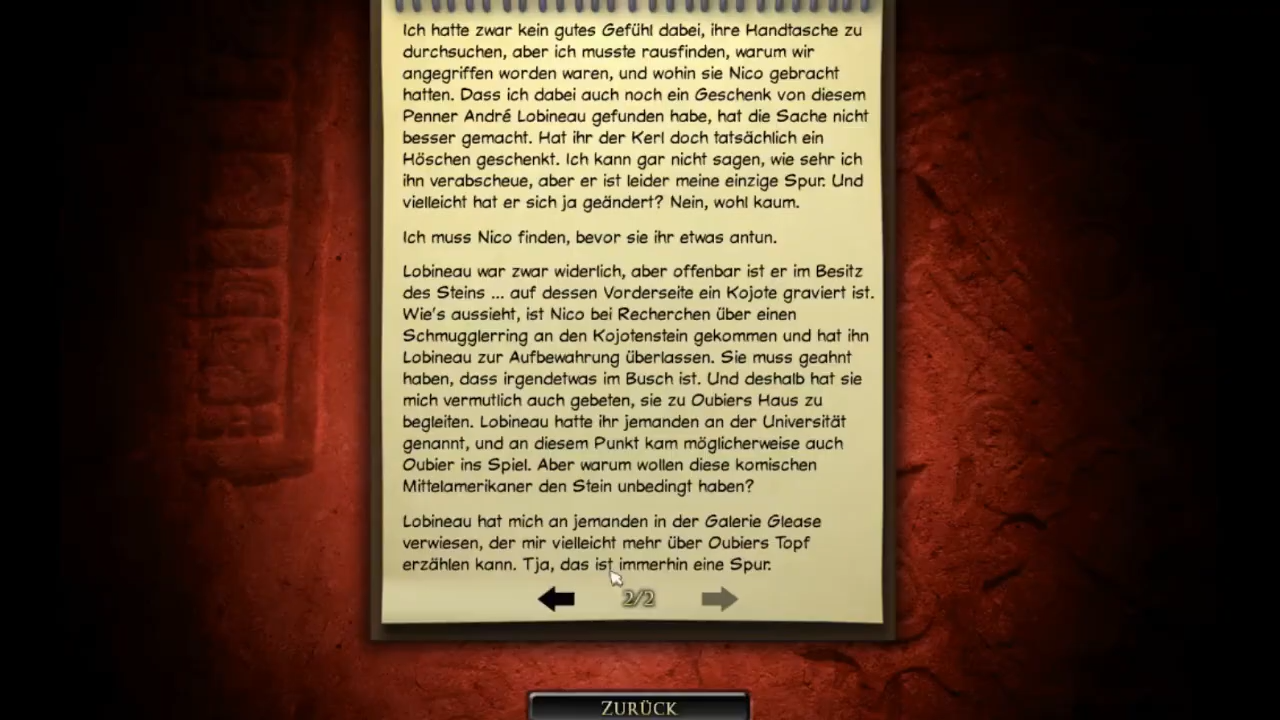 Ich hatte zwar kein gutes Gefühl dabei, ihre Handtasche zu
durchsuchen, aber ich musste rausfinden, warum wir
angegriffen worden waren, und wohin sie Nico gebracht
hatten. Dass ich dabei auch noch ein Geschenk von diesem
Penner André Lobineau gefunden habe, hat die Sache nicht
besser gemacht. Hat ihr der Kerl doch tatsächlich ein
Höschen geschenkt. Ich kann gar nicht sagen, wie sehr ich
ihn verabscheue, aber er ist leider meine einzige Spur. Und
vielleicht hat er sich ja geändert? Nein, wohl kaum.
Ich muss Nico finden, bevor sie ihr etwas antun.
Lobineau war zwar widerlich, aber offenbar ist er im Besitz
des Steins ... auf dessen Vorderseite ein Kojote graviert ist.
Wie's aussieht, ist Nico bei Recherchen über einen
Schmugglerring an den Kojotenstein gekommen und hat ihn
Lobineau zur Aufbewahrung überlassen. Sie muss geahnt
haben, dass irgendetwas im Busch ist. Und deshalb hat sie
mich vermutlich auch gebeten, sie zu Oubiers Haus zu
begleiten. Lobineau hatte ihr jemanden an der Universität
genannt, und an diesem Punkt kam möglicherweise auch
Oubier ins Spiel. Aber warum wollen diese komischen
Mittelamerikaner den Stein unbedingt haben?
Lobineau hat mich an jemanden in der Galerie Glease
verwiesen, der mir vielleicht mehr über Oubiers Topf
erzählen kann. Tja, das ist immerhin eine Spur.
2/2
ZURÜCK